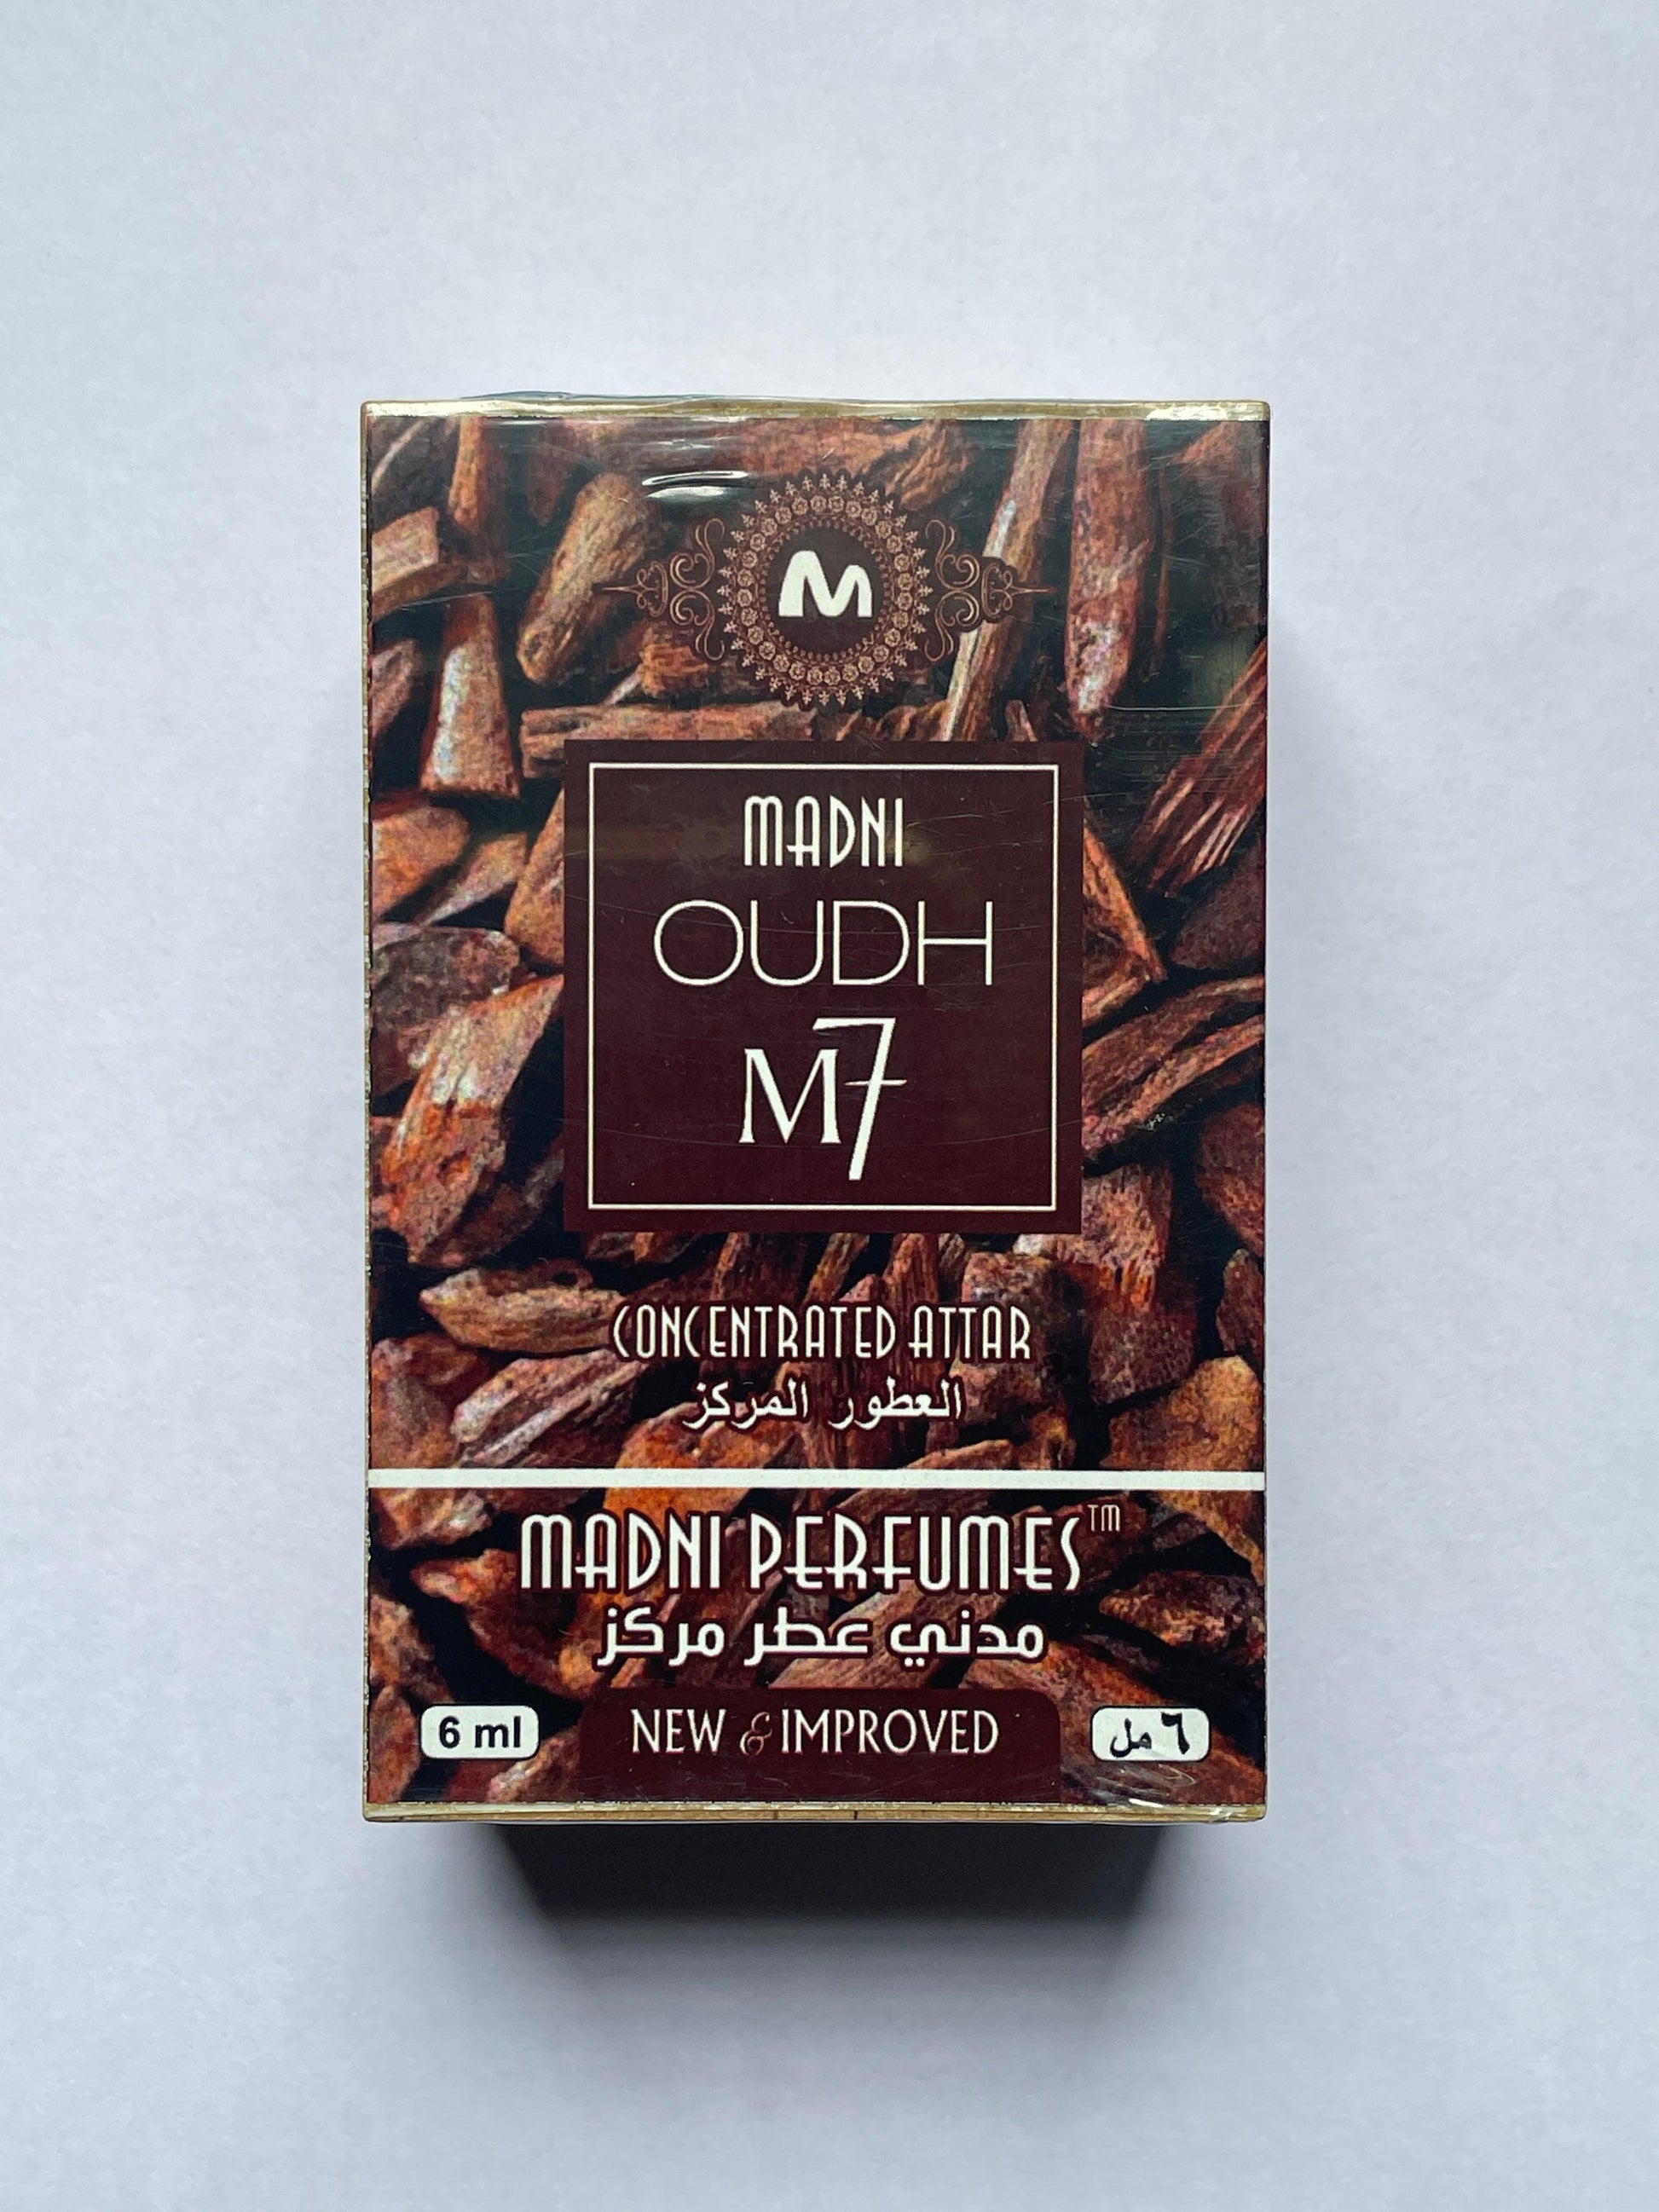 M
MADNI
OUDH
M7
CONCENTRATED ATTAR
العطور المركز
MADNI PERFUMES™
مدني عطر مركز
6 ml
NEW & IMPROVED
٦ مل